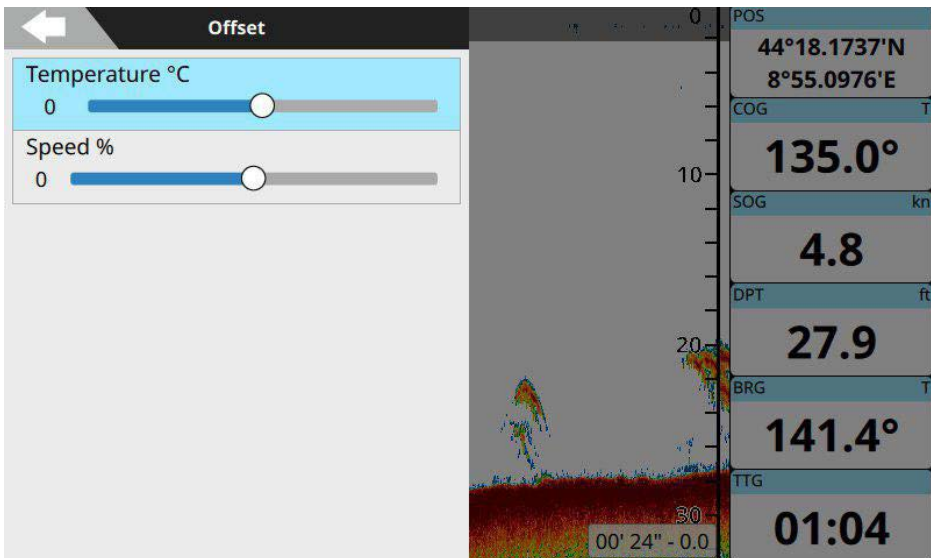 Offset
Temperature °C
0
Speed %
0
0
10
20
30
00' 24" - 0.0
POS
44°18.1737'N
8°55.0976'E
COG T
135.0°
SOG kn
4.8
DPT ft
27.9
BRG T
141.4°
TTG
01:04